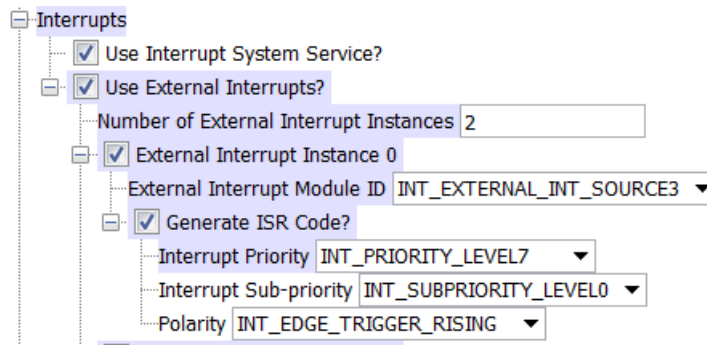 Interrupts
Use Interrupt System Service?
Use External Interrupts?
Number of External Interrupt Instances 2
External Interrupt Instance 0
External Interrupt Module ID INT_EXTERNAL_INT_SOURCE3
Generate ISR Code?
Interrupt Priority INT_PRIORITY_LEVEL7
Interrupt Sub-priority INT_SUBPRIORITY_LEVEL0
Polarity INT_EDGE_TRIGGER_RISING